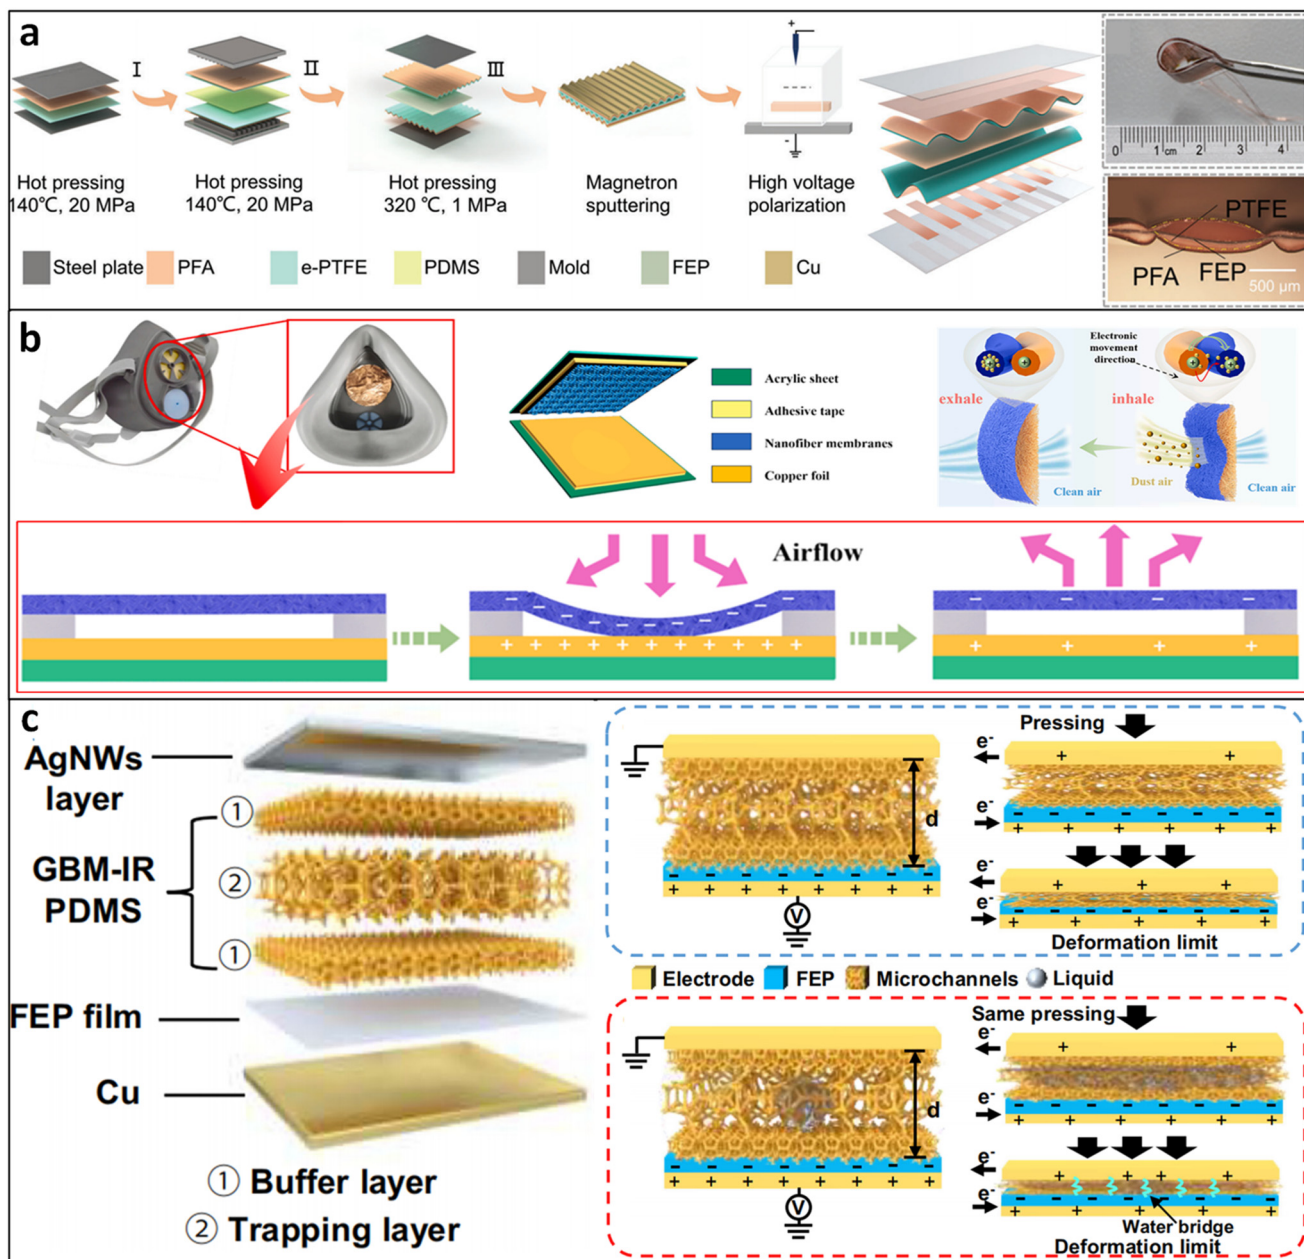 a
I
II
III
+
-
Hot pressing
140℃, 20 MPa
Hot pressing
140℃, 20 MPa
Hot pressing
320 ℃, 1 MPa
Magnetron
sputtering
High voltage
polarization
Steel plate
PFA
e-PTFE
PDMS
Mold
FEP
Cu
0 1 cm 2 3 4
PTFE
PFA
FEP
500 μm
b
Acrylic sheet
Adhesive tape
Nanofiber membranes
Copper foil
Electronic
movement
direction
exhale
inhale
Clean air
Dust air
Clean air
Airflow
− − − − − − − −
+ + + + + + + + + +
− − − −
+ + + +
c
AgNWs
layer
①
GBM-IR
PDMS
②
①
FEP film
Cu
① Buffer layer
② Trapping layer
d
- - - - - - - -
+ + + + + + + +
V
Pressing
e-
+ +
e-
- - - - - - -
+ + + + + + +
e-
+ + +
e-
- - - - - - -
+ + + +
Deformation limit
Electrode
FEP
Microchannels
Liquid
d
- - - - - - - -
+ + + + + + + +
V
Same pressing
e-
+ +
e-
- - - - - - -
+ + + + + + +
e-
+ + + +
e-
- - - - - - -
+ + + +
Water bridge
Deformation limit